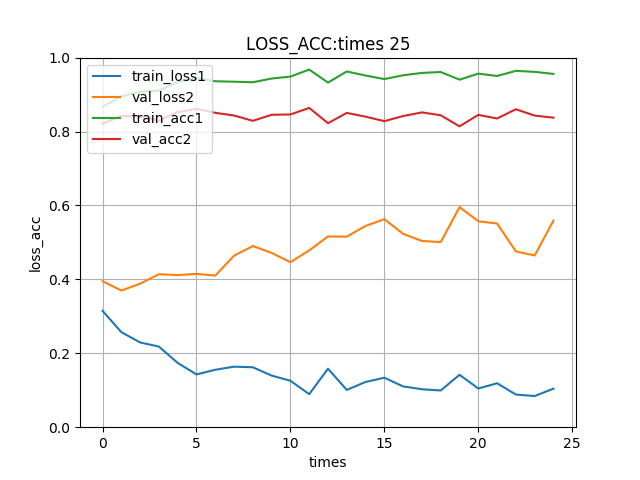 LOSS_ACC:times 25
train_loss1
val_loss2
train_acc1
val_acc2
1.0
0.8
0.6
0.4
0.2
0.0
loss_acc
0 5 10 15 20 25
times